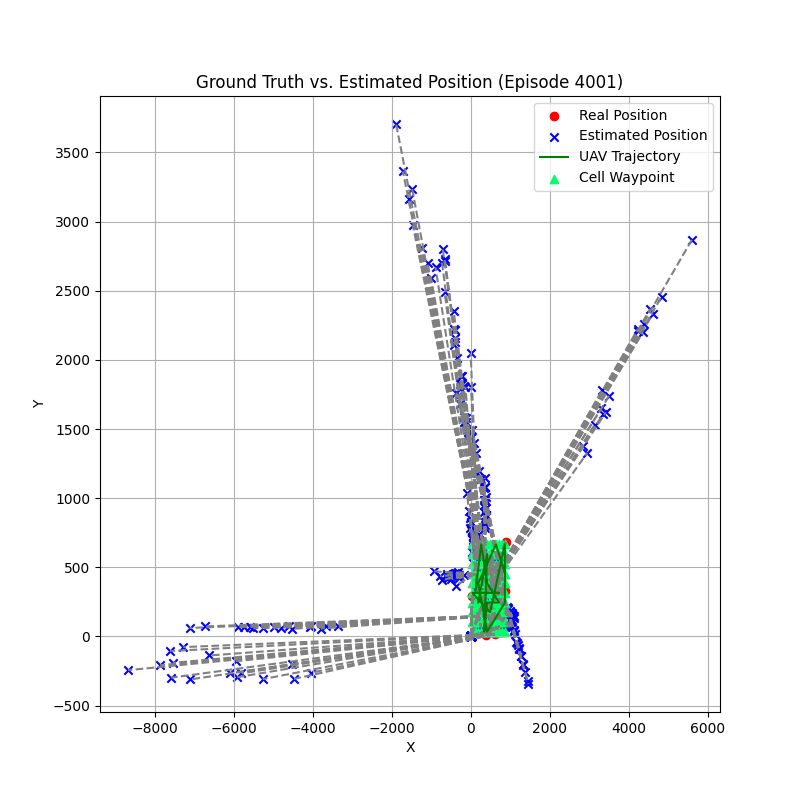 Ground Truth vs. Estimated Position (Episode 4001)
Real Position
Estimated Position
UAV Trajectory
Cell Waypoint
3500
3000
2500
2000
1500
1000
500
0
−500
Y
−8000 −6000 −4000 −2000 0 2000 4000 6000
X